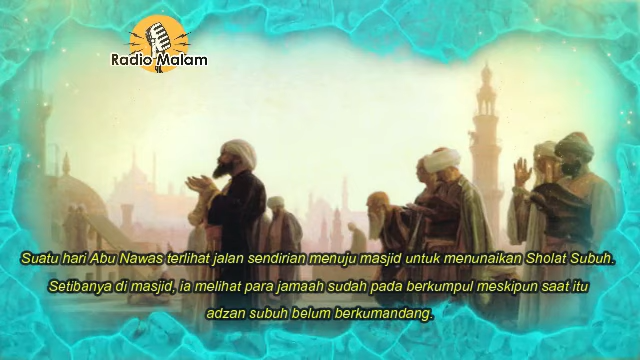 Radio Malam
Suatu hari Abu Nawas terlihat jalan sendirian menuju masjid untuk menunaikan Sholat Subuh.
Setibanya di masjid, ia melihat para jamaah sudah pada berkumpul meskipun saat itu
adzan subuh belum berkumandang.